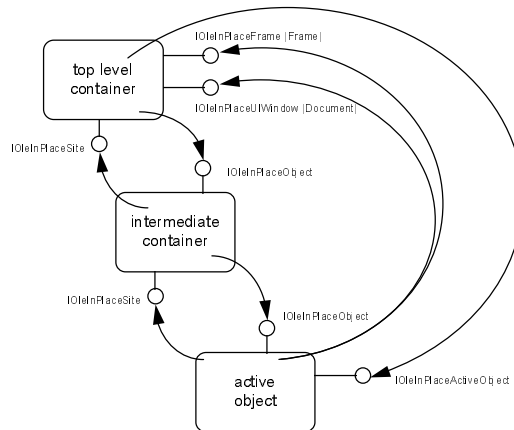 IOleInPlaceFrame (Frame)
top level
container
IOleInPlaceUIWindow (Document)
IOleInPlaceSite
IOleInPlaceObject
intermediate
container
IOleInPlaceSite
IOleInPlaceObject
active
object
IOleInPlaceActiveObject